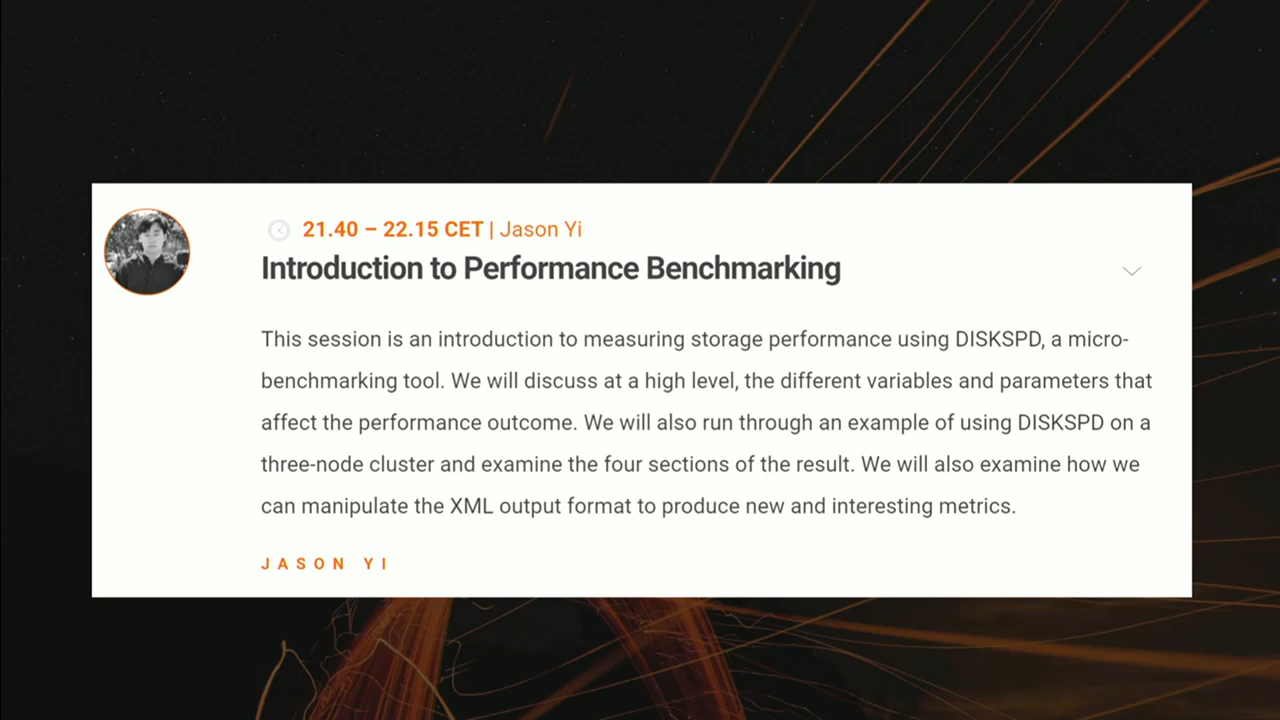 21.40 – 22.15 CET | Jason Yi
Introduction to Performance Benchmarking
This session is an introduction to measuring storage performance using DISKSPD, a micro-
benchmarking tool. We will discuss at a high level, the different variables and parameters that
affect the performance outcome. We will also run through an example of using DISKSPD on a
three-node cluster and examine the four sections of the result. We will also examine how we
can manipulate the XML output format to produce new and interesting metrics.
JASON YI